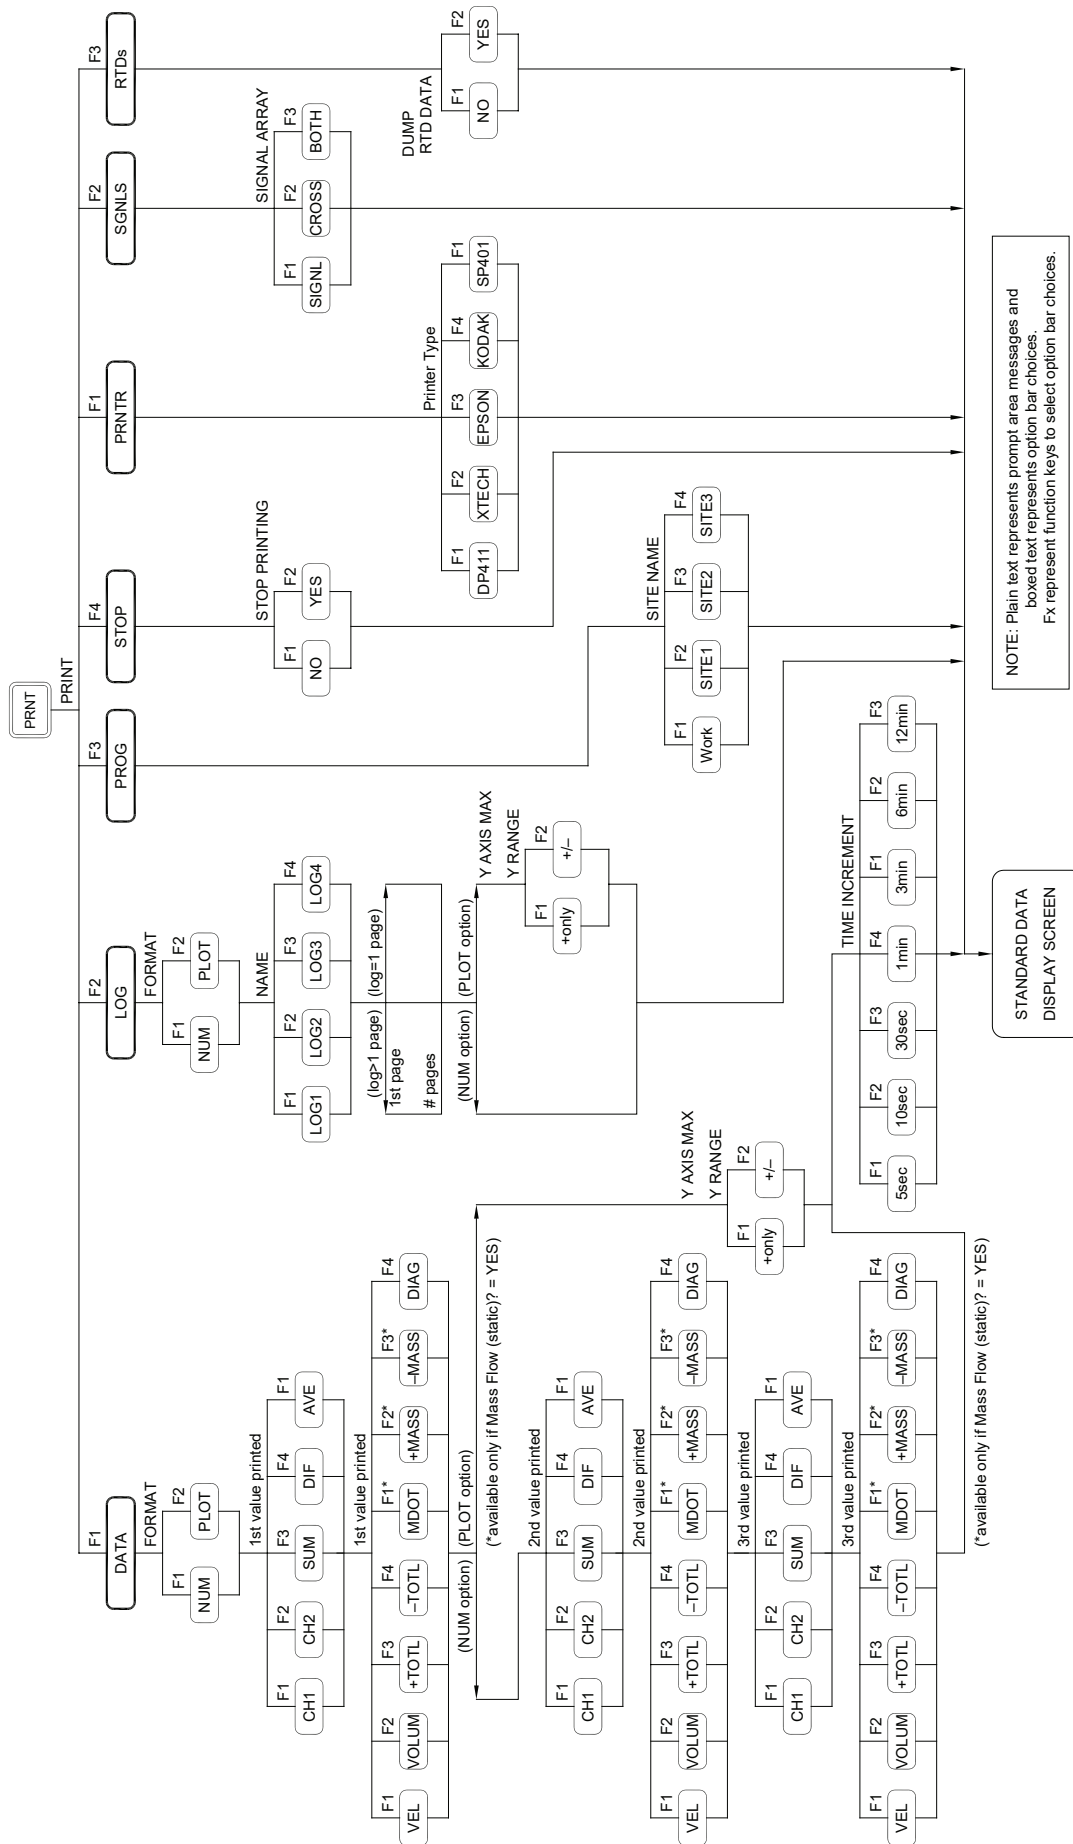 PRNT
PRINT
F1
DATA
F2
LOG
F3
PROG
F4
STOP
F1
PRNTR
F2
SGNLS
F3
RTDs
FORMAT
F1
NUM
F2
PLOT
1st value printed
F1
CH1
F2
CH2
F3
SUM
F4
DIF
F1
AVE
1st value printed
F1
VEL
F2
VOLUM
F3
+TOTL
F4
–TOTL
F1*
MDOT
F2*
+MASS
F3*
–MASS
F4
DIAG
(NUM option)
(PLOT option)
(*available only if Mass Flow (static)? = YES)
2nd value printed
F1
CH1
F2
CH2
F3
SUM
F4
DIF
F1
AVE
2nd value printed
F1
VEL
F2
VOLUM
F3
+TOTL
F4
–TOTL
F1*
MDOT
F2*
+MASS
F3*
–MASS
F4
DIAG
3rd value printed
F1
CH1
F2
CH2
F3
SUM
F4
DIF
F1
AVE
3rd value printed
F1
VEL
F2
VOLUM
F3
+TOTL
F4
–TOTL
F1*
MDOT
F2*
+MASS
F3*
–MASS
F4
DIAG
(*available only if Mass Flow (static)? = YES)
Y AXIS MAX
Y RANGE
F1
+only
F2
+/–
TIME INCREMENT
F1
5sec
F2
10sec
F3
30sec
F4
1min
F1
3min
F2
6min
F3
12min
FORMAT
F1
NUM
F2
PLOT
NAME
F1
LOG1
F2
LOG2
F3
LOG3
F4
LOG4
(log>1 page)
(log=1 page)
1st page
# pages
(NUM option)
(PLOT option)
Y AXIS MAX
Y RANGE
F1
+only
F2
+/–
SITE NAME
F1
Work
F2
SITE1
F3
SITE2
F4
SITE3
STOP PRINTING
F1
NO
F2
YES
Printer Type
F1
DP411
F2
XTECH
F3
EPSON
F4
KODAK
F1
SP401
SIGNAL ARRAY
F1
SIGNL
F2
CROSS
F3
BOTH
DUMP
RTD DATA
F1
NO
F2
YES
STANDARD DATA
DISPLAY SCREEN
NOTE: Plain text represents prompt area messages and
boxed text represents option bar choices.
Fx represent function keys to select option bar choices.